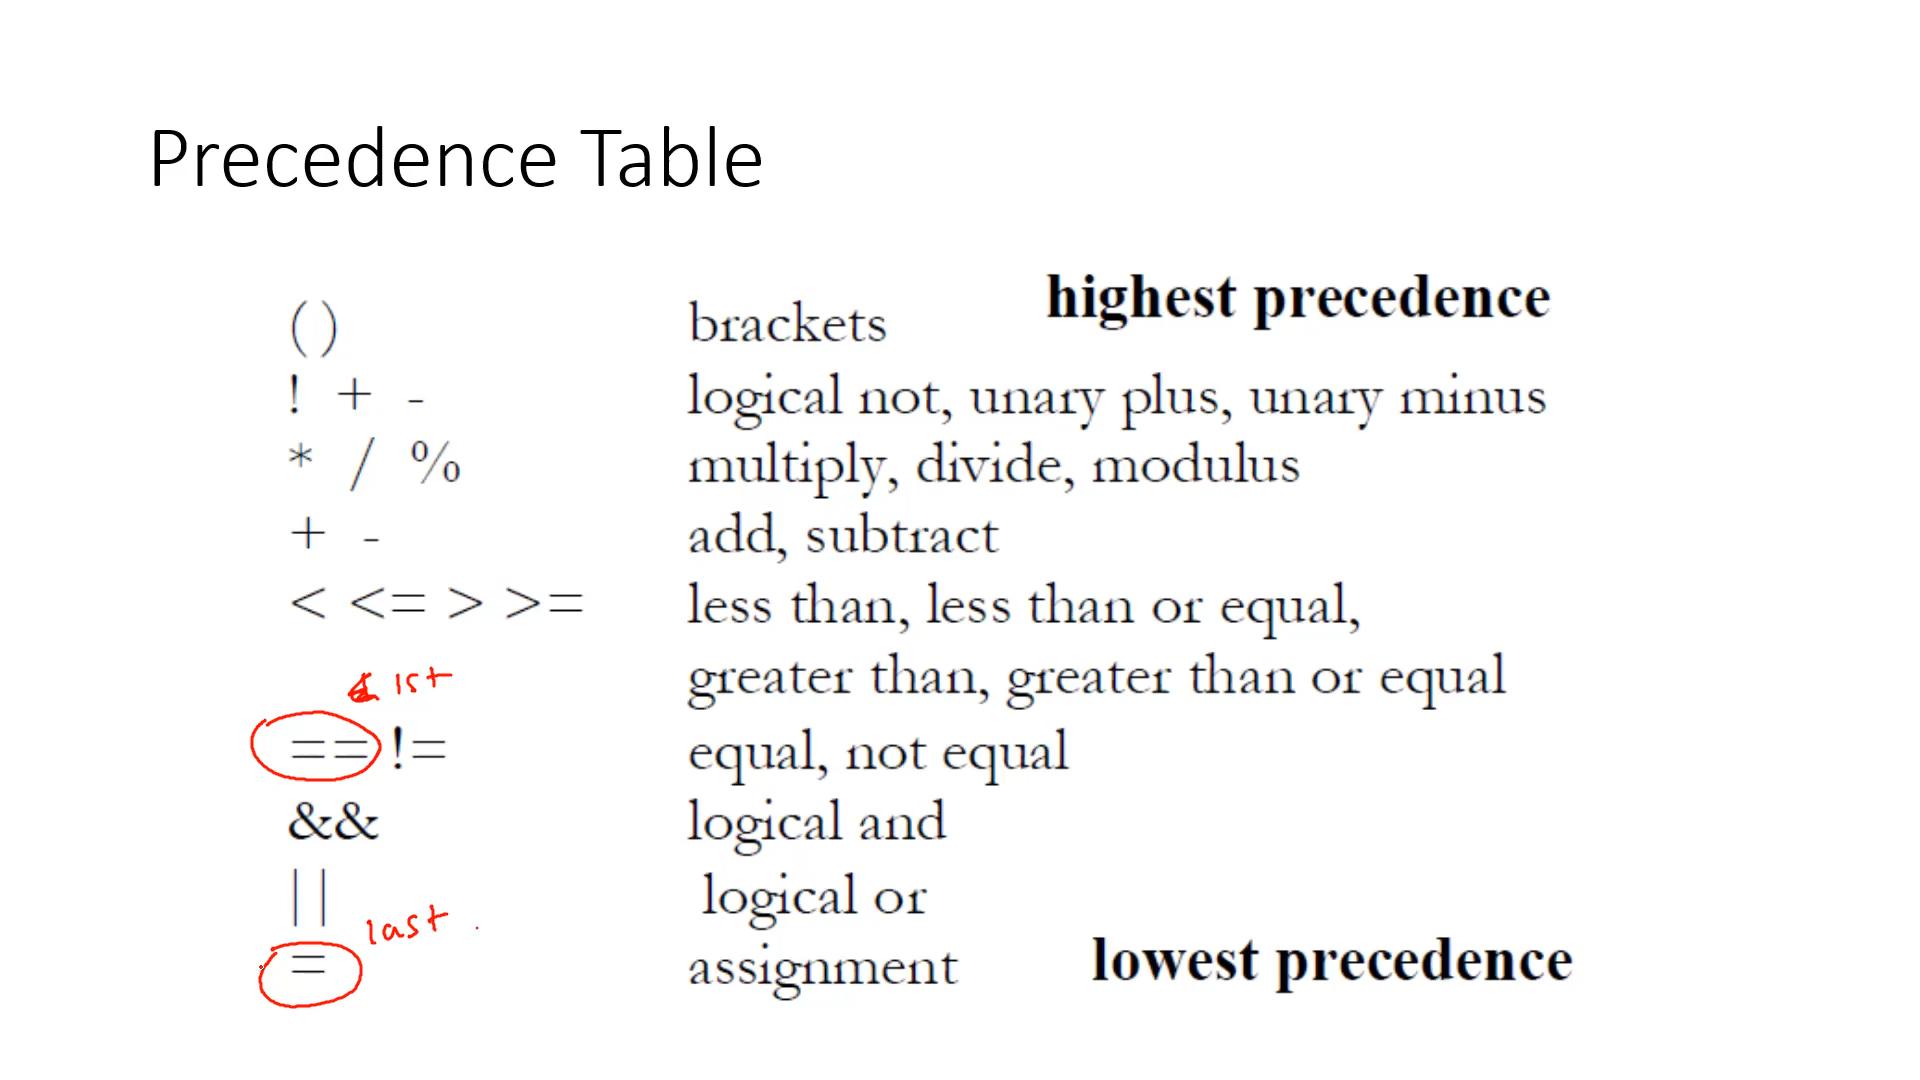 Precedence Table
highest precedence
( ) brackets
! + - logical not, unary plus, unary minus
* / % multiply, divide, modulus
+ - add, subtract
< <= > >= less than, less than or equal,
1st
greater than, greater than or equal
== != equal, not equal
&& logical and
|| logical or
last
= assignment
lowest precedence